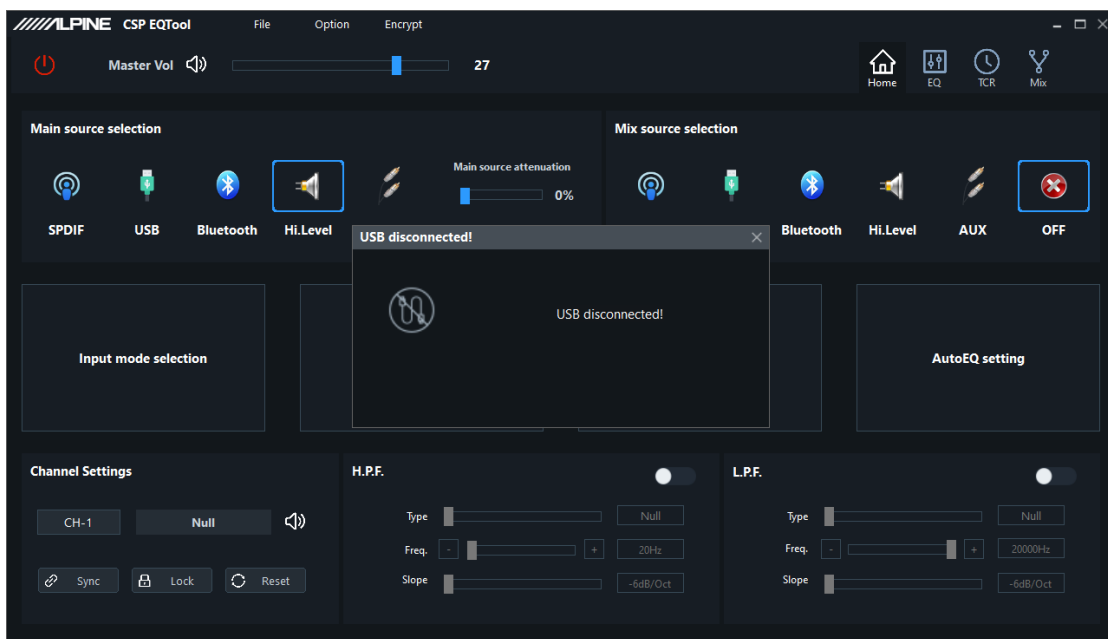 ALPINE CSP EQTool File Option Encrypt
Master Vol 27
Home EQ TCR Mix
Main source selection
SPDIF USB Bluetooth Hi.Level
Main source attenuation
0%
Mix source selection
Bluetooth Hi.Level AUX OFF
USB disconnected!
USB disconnected!
Input mode selection
AutoEQ setting
Channel Settings
CH-1 Null
Sync Lock Reset
H.P.F.
Type Null
Freq. - + 20Hz
Slope -6dB/Oct
L.P.F.
Type Null
Freq. - + 20000Hz
Slope -6dB/Oct